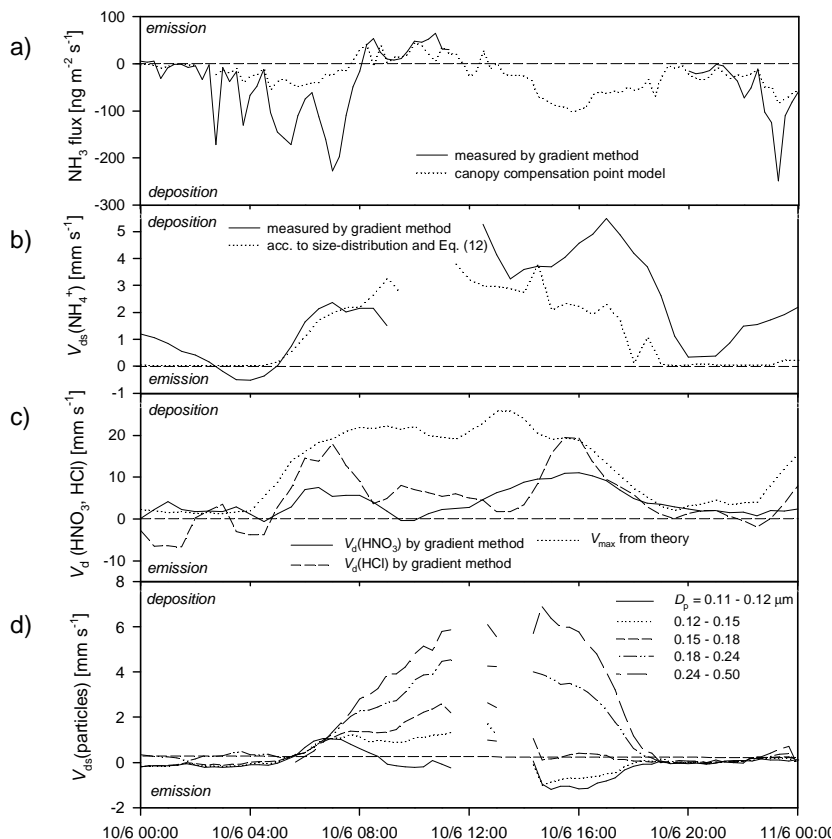 a)
NH3 flux [ng m-2 s-1]
100
0
-100
-200
-300
emission
deposition
measured by gradient method
canopy compensation point model
b)
Vds(NH4+) [mm s-1]
5
4
3
2
1
0
-1
deposition
emission
measured by gradient method
acc. to size-distribution and Eq. (12)
c)
Vd (HNO3, HCl) [mm s-1]
20
10
0
-10
deposition
emission
Vd(HNO3) by gradient method
Vmax from theory
Vd(HCl) by gradient method
d)
Vds(particles) [mm s-1]
8
6
4
2
0
-2
deposition
emission
Dp = 0.11 - 0.12 µm
0.12 - 0.15
0.15 - 0.18
0.18 - 0.24
0.24 - 0.50
10/6 00:00 10/6 04:00 10/6 08:00 10/6 12:00 10/6 16:00 10/6 20:00 11/6 00:00